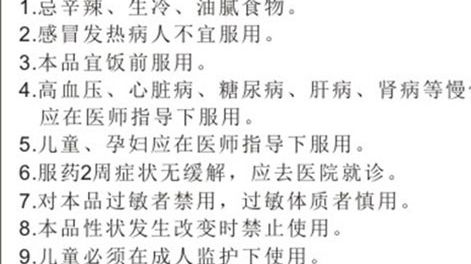 1.忌辛辣、生冷、油腻食物。
2.感冒发热病人不宜服用。
3.本品宜饭前服用。
4.高血压、心脏病、糖尿病、肝病、肾病等慢
应在医师指导下服用。
5.儿童、孕妇应在医师指导下服用。
6.服药2周症状无缓解，应去医院就诊。
7.对本品过敏者禁用，过敏体质者慎用。
8.本品性状发生改变时禁止使用。
9.儿童必须在成人监护下使用。